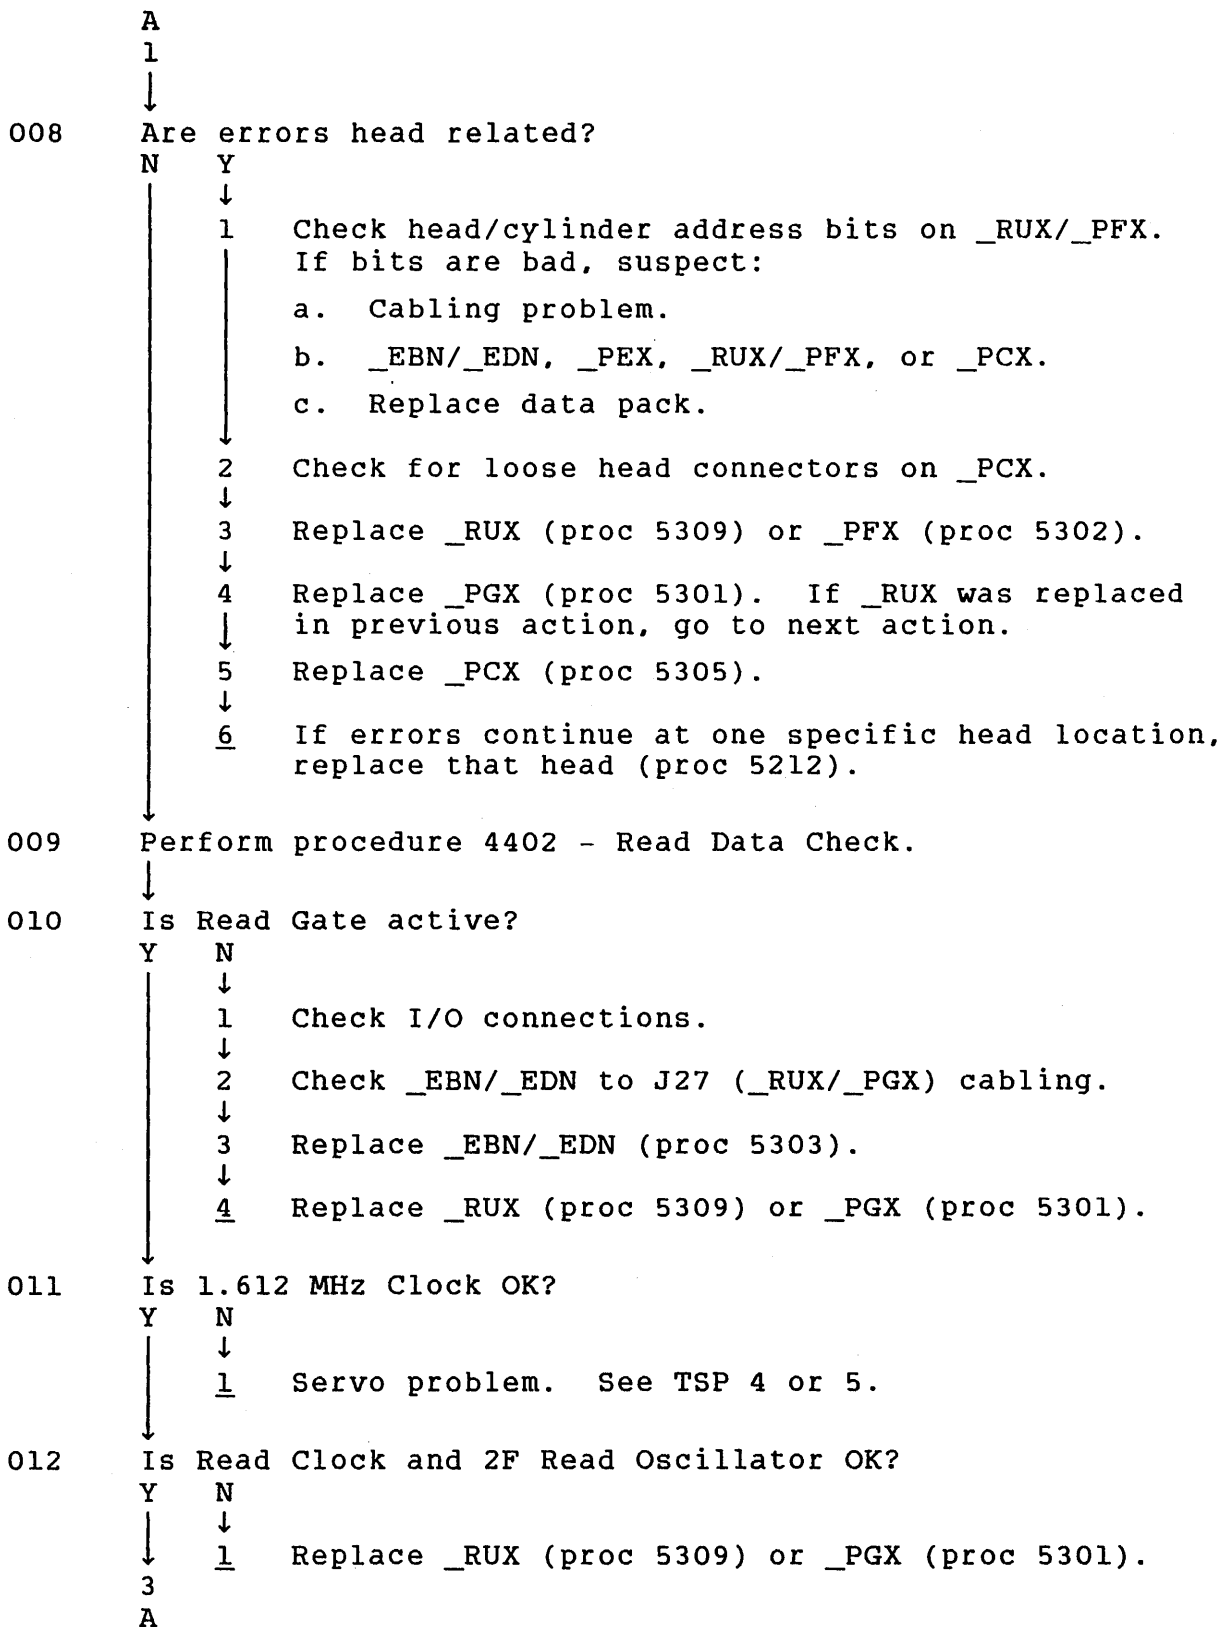 A
1
008 Are errors head related?
N Y
1 Check head/cylinder address bits on _RUX/_PFX.
If bits are bad, suspect:
a. Cabling problem.
b. _EBN/_EDN, _PEX, _RUX/_PFX, or _PCX.
c. Replace data pack.
2 Check for loose head connectors on _PCX.
3 Replace _RUX (proc 5309) or _PFX (proc 5302).
4 Replace _PGX (proc 5301). If _RUX was replaced
in previous action, go to next action.
5 Replace _PCX (proc 5305).
6 If errors continue at one specific head location,
replace that head (proc 5212).
009 Perform procedure 4402 - Read Data Check.
010 Is Read Gate active?
Y N
1 Check I/O connections.
2 Check _EBN/_EDN to J27 (_RUX/_PGX) cabling.
3 Replace _EBN/_EDN (proc 5303).
4 Replace _RUX (proc 5309) or _PGX (proc 5301).
011 Is 1.612 MHz Clock OK?
Y N
1 Servo problem. See TSP 4 or 5.
012 Is Read Clock and 2F Read Oscillator OK?
Y N
1 Replace _RUX (proc 5309) or _PGX (proc 5301).
3
A